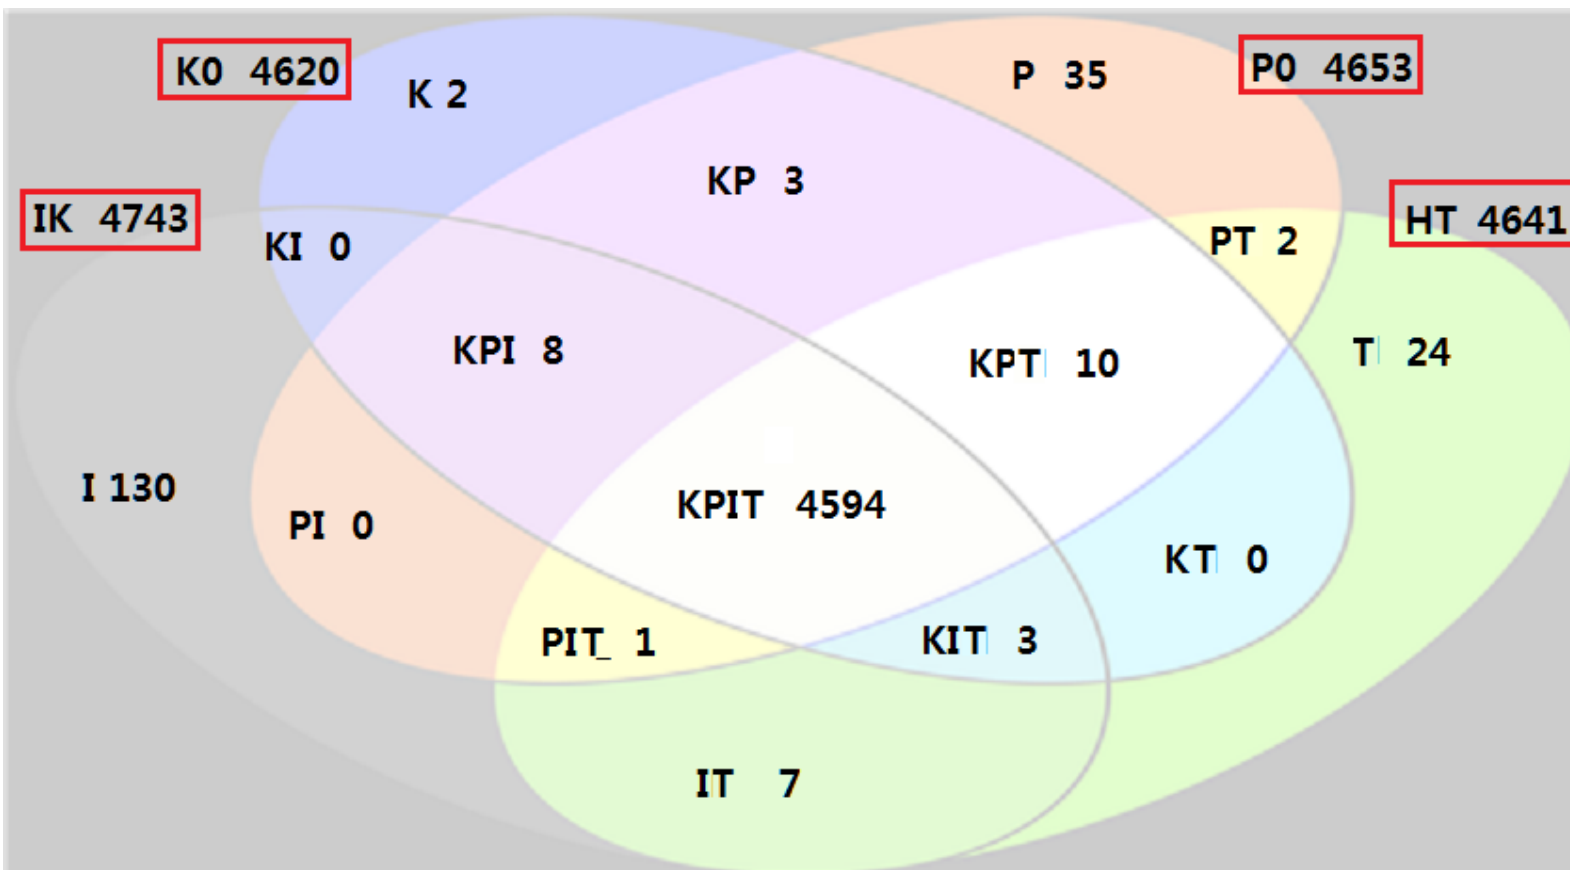 K0 4620
K 2
P 35
P0 4653
KP 3
IK 4743
HT 4641
KI 0
PT 2
KPI 8
KPT 10
T 24
I 130
KPIT 4594
PI 0
KT 0
PIT_ 1
KIT 3
IT 7